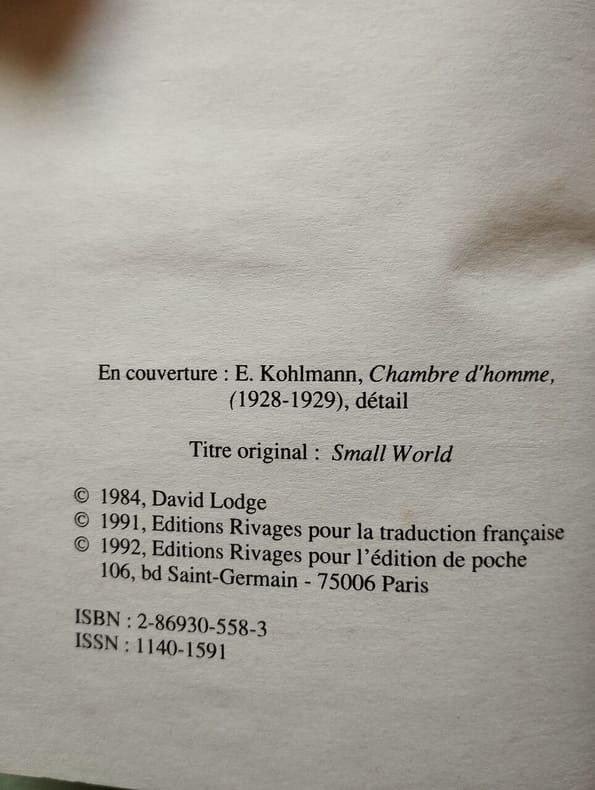 En couverture : E. Kohlmann, Chambre d'homme,
(1928-1929), détail
Titre original : Small World
© 1984, David Lodge
© 1991, Editions Rivages pour la traduction française
© 1992, Editions Rivages pour l'édition de poche
106, bd Saint-Germain - 75006 Paris
ISBN : 2-86930-558-3
ISSN : 1140-1591